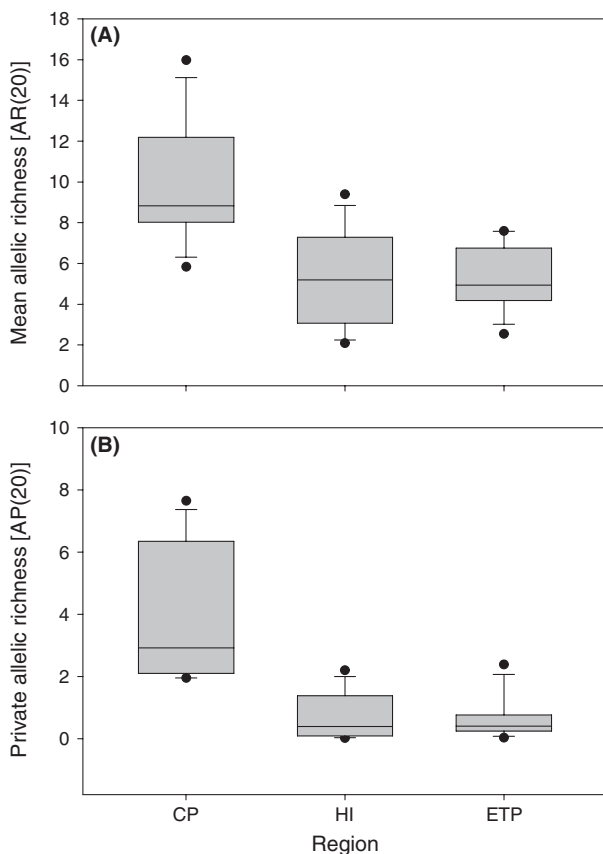 (A)
Mean allelic richness [AR(20)]
18
16
14
12
10
8
6
4
2
0
(B)
Private allelic richness [AP(20)]
10
8
6
4
2
0
CP HI ETP
Region